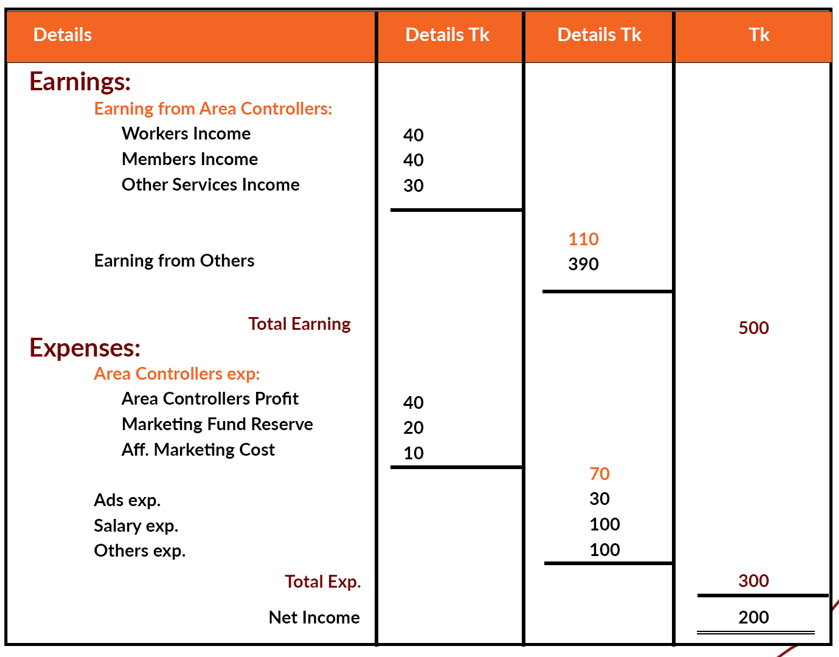 Details Details Tk Details Tk Tk
Earnings:
Earning from Area Controllers:
Workers Income 40
Members Income 40
Other Services Income 30
110
Earning from Others 390
Total Earning 500
Expenses:
Area Controllers exp:
Area Controllers Profit 40
Marketing Fund Reserve 20
Aff. Marketing Cost 10
70
Ads exp. 30
Salary exp. 100
Others exp. 100
Total Exp. 300
Net Income 200